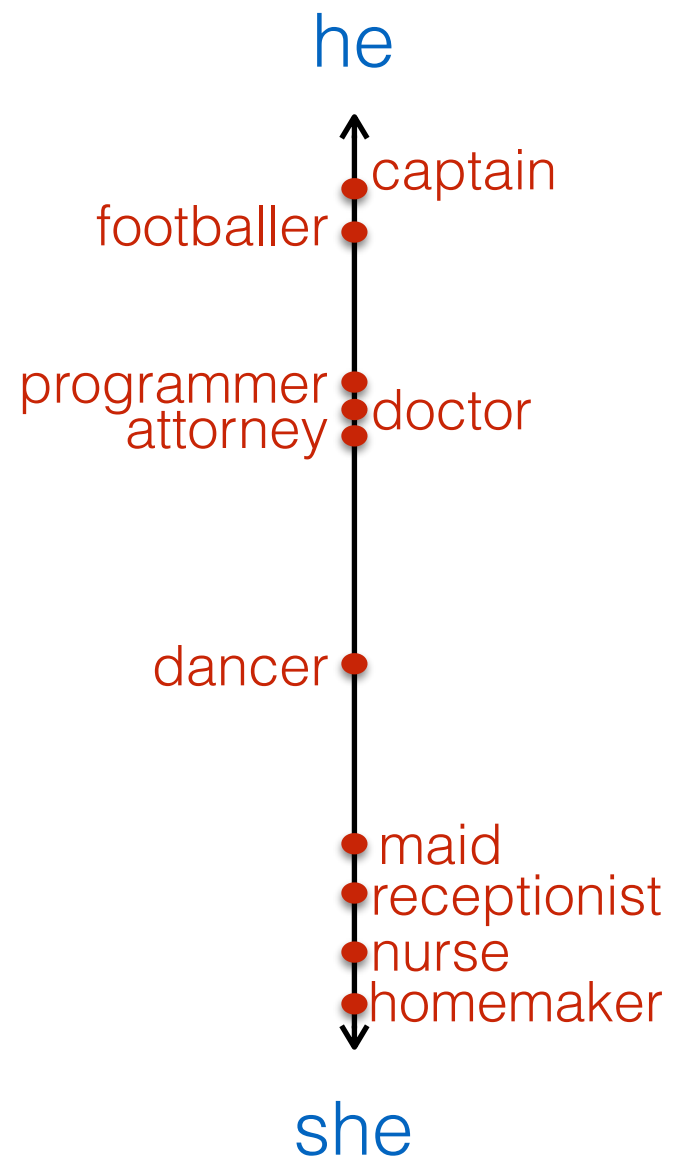 he
captain
footballer
programmer
doctor
attorney
dancer
maid
receptionist
nurse
homemaker
she